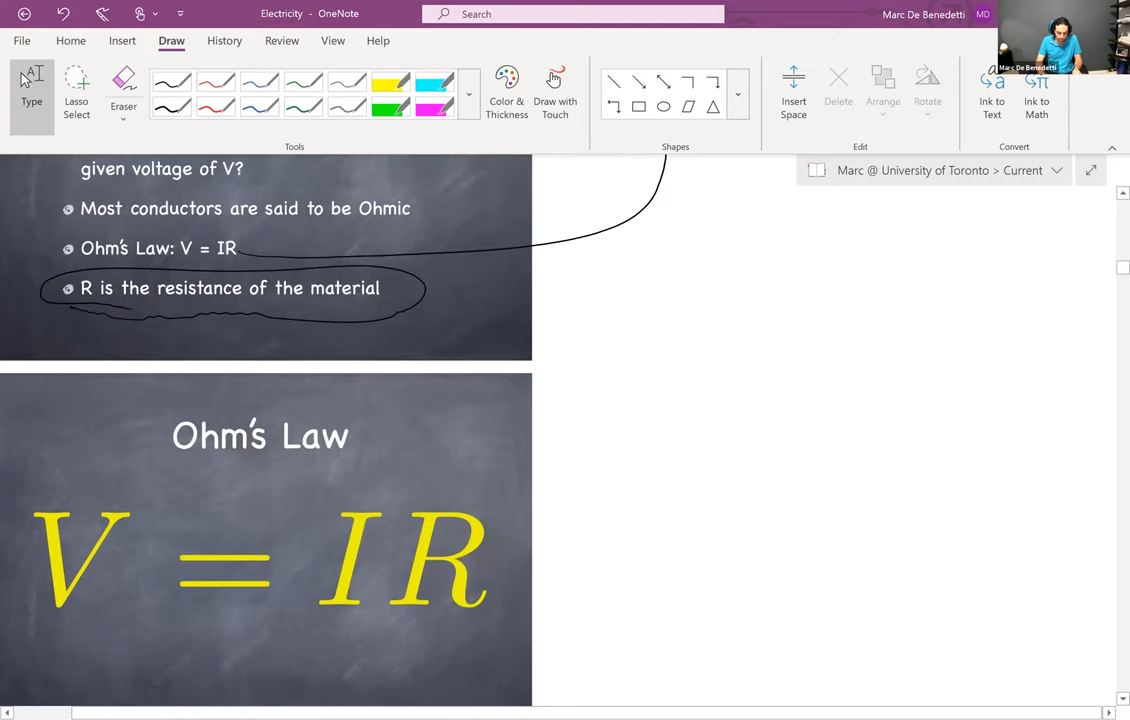 Electricity - OneNote
Search
Marc De Benedetti
MD
File
Home
Insert
Draw
History
Review
View
Help
Marc De Benedetti
Type
Lasso
Select
Eraser
Color &
Thickness
Draw with
Touch
Insert
Space
Delete
Arrange
Rotate
Ink to
Text
Ink to
Math
Tools
Shapes
Edit
Convert
Marc @ University of Toronto > Current
given voltage of V?
Most conductors are said to be Ohmic
Ohm's Law: V = IR
R is the resistance of the material
Ohm's Law
V = IR